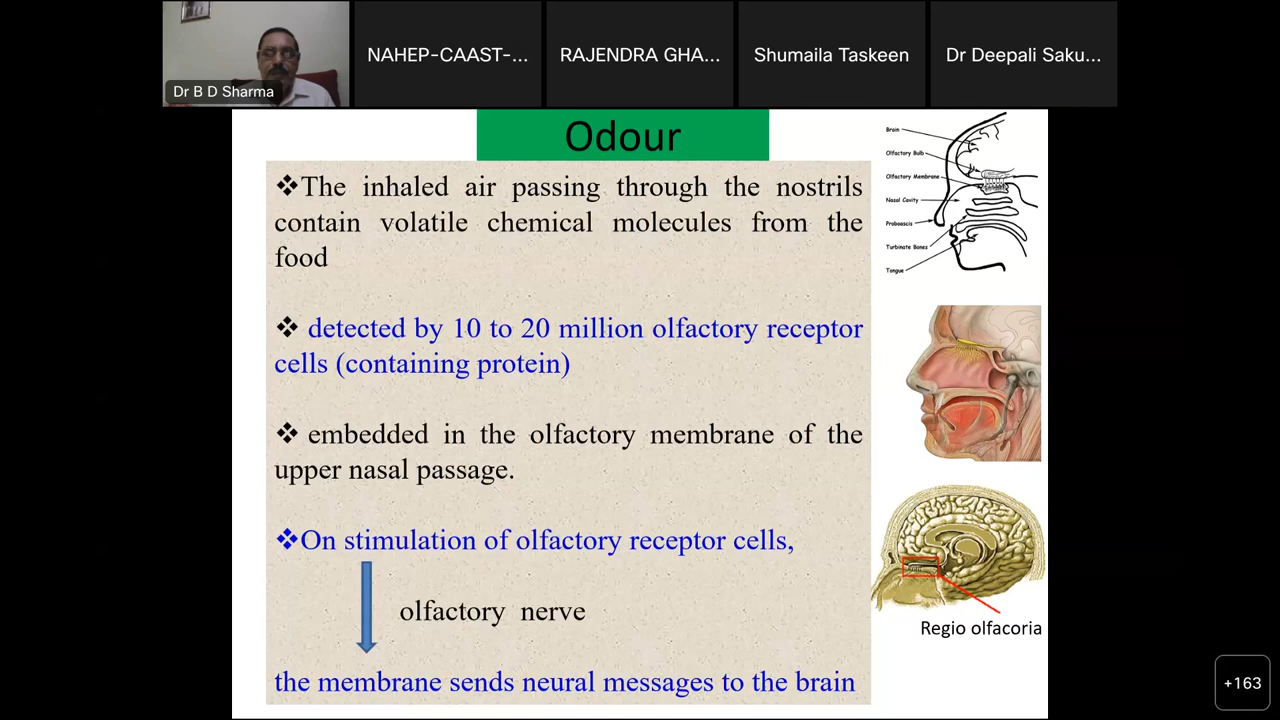 NAHEP-CAAST-...
RAJENDRA GHA...
Shumaila Taskeen
Dr Deepali Saku...
Dr B D Sharma
Odour
❖The inhaled air passing through the nostrils
contain volatile chemical molecules from the
food
❖ detected by 10 to 20 million olfactory receptor
cells (containing protein)
❖ embedded in the olfactory membrane of the
upper nasal passage.
❖On stimulation of olfactory receptor cells,
olfactory nerve
the membrane sends neural messages to the brain
Brain
Olfactory Bulb
Olfactory Membrane
Nasal Cavity
Proboscis
Turbinate Bones
Tongue
Regio olfacoria
+163